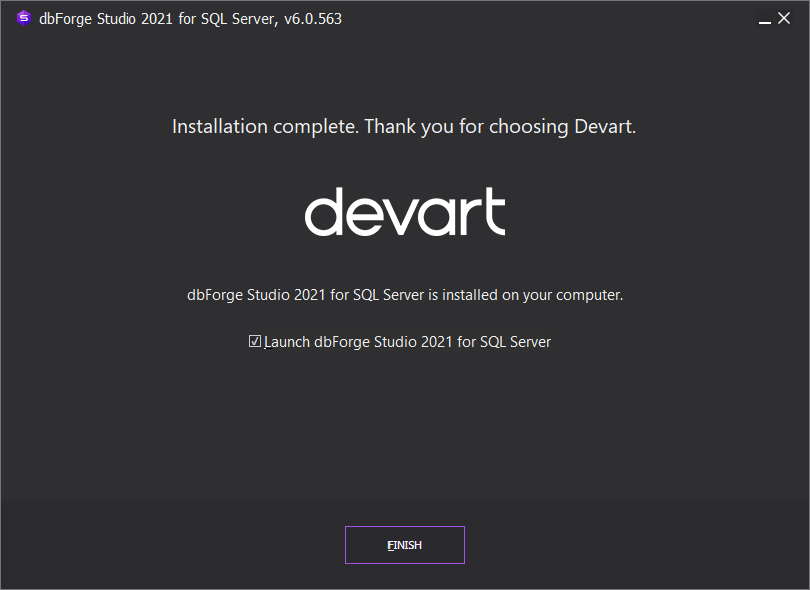 dbForge Studio 2021 for SQL Server, v6.0.563
Installation complete. Thank you for choosing Devart.
devart
dbForge Studio 2021 for SQL Server is installed on your computer.
Launch dbForge Studio 2021 for SQL Server
FINISH